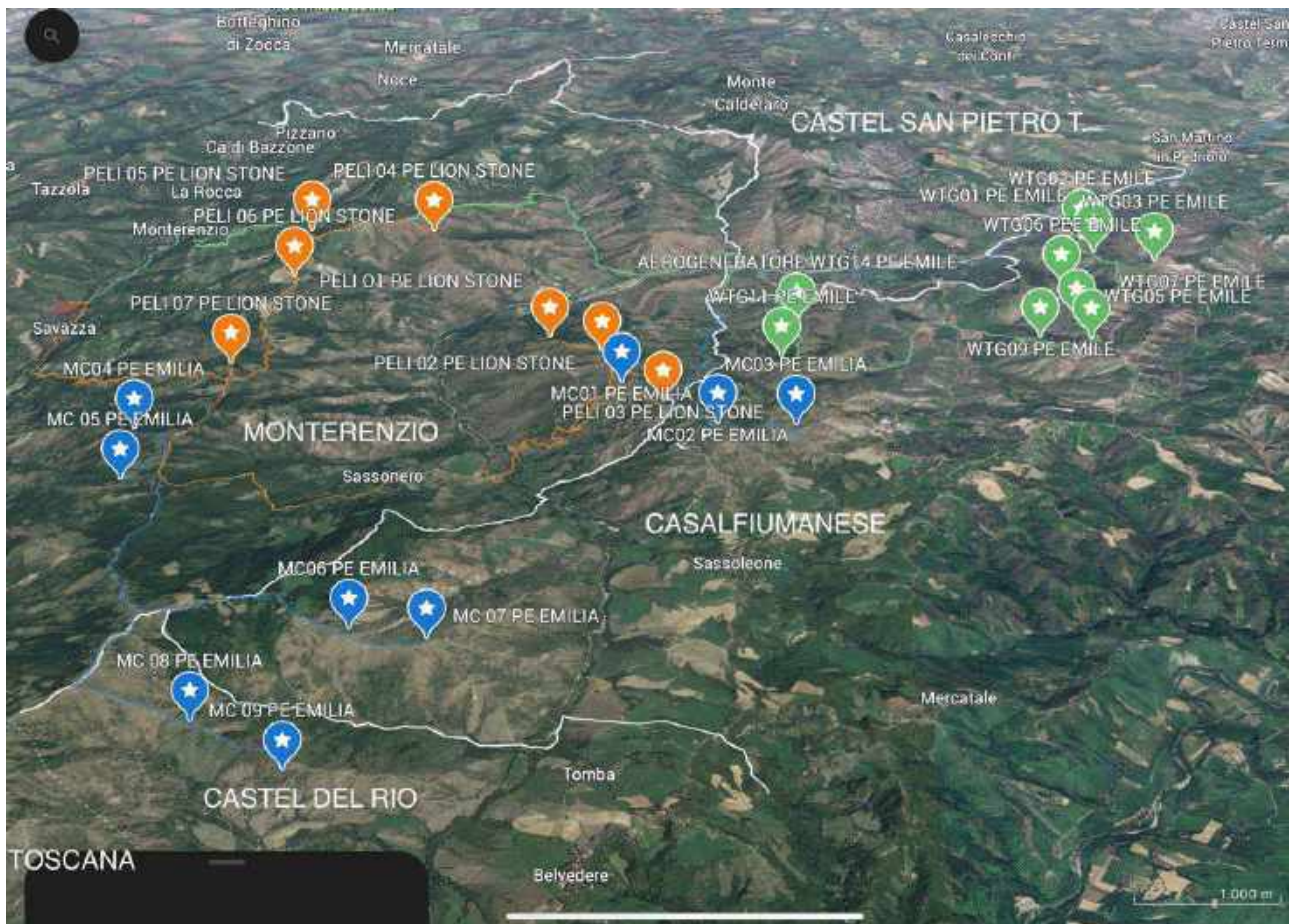 Botteghino
di Zocca
Mercatale
Noce
Casalecchio
dei Conti
Castel San
Monte
Calderaro
CASTEL SAN PIETRO T.
San Martino
in Pedriolo
Pizzano
Ca di Bazzone
PELI 05 PE LION STONE
PELI 04 PE LION STONE
Tazzola
La Rocca
WTG02 PE EMILE
WTG01 PE EMILE
WTG03 PE EMILE
PELI 06 PE LION STONE
Monterenzio
AEROGENERATORE WTG14 PE EMILE
PELI 01 PE LION STONE
WTG07 PE EMILE
WTG11 PE EMILE
WTG05 PE EMILE
PELI 07 PE LION STONE
Savazza
WTG09 PE EMILE
PELI 02 PE LION STONE
MC04 PE EMILIA
MC03 PE EMILIA
MC01 PE EMILIA
PELI 03 PE LION STONE
MC 05 PE EMILIA
MONTERENZIO
MC02 PE EMILIA
Sassonero
CASALFIUMANESE
Sassoleone
MC06 PE EMILIA
MC 07 PE EMILIA
MC 08 PE EMILIA
MC 09 PE EMILIA
Mercatale
Tomba
CASTEL DEL RIO
TOSCANA
Belvedere
1.000 m